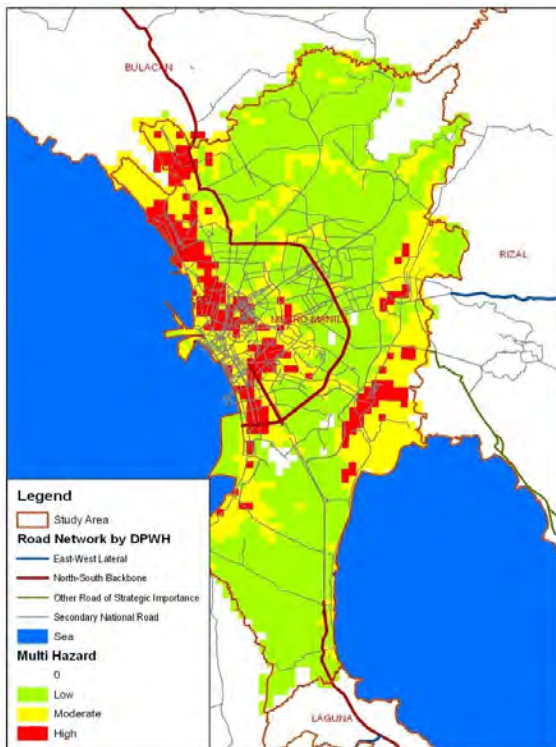 BULACAN
RIZAL
METRO MANILA
Legend
Study Area
Road Network by DPWH
East-West Lateral
North-South Backbone
Other Road of Strategic Importance
Secondary National Road
Sea
Multi Hazard
0
Low
Moderate
High
LAGUNA